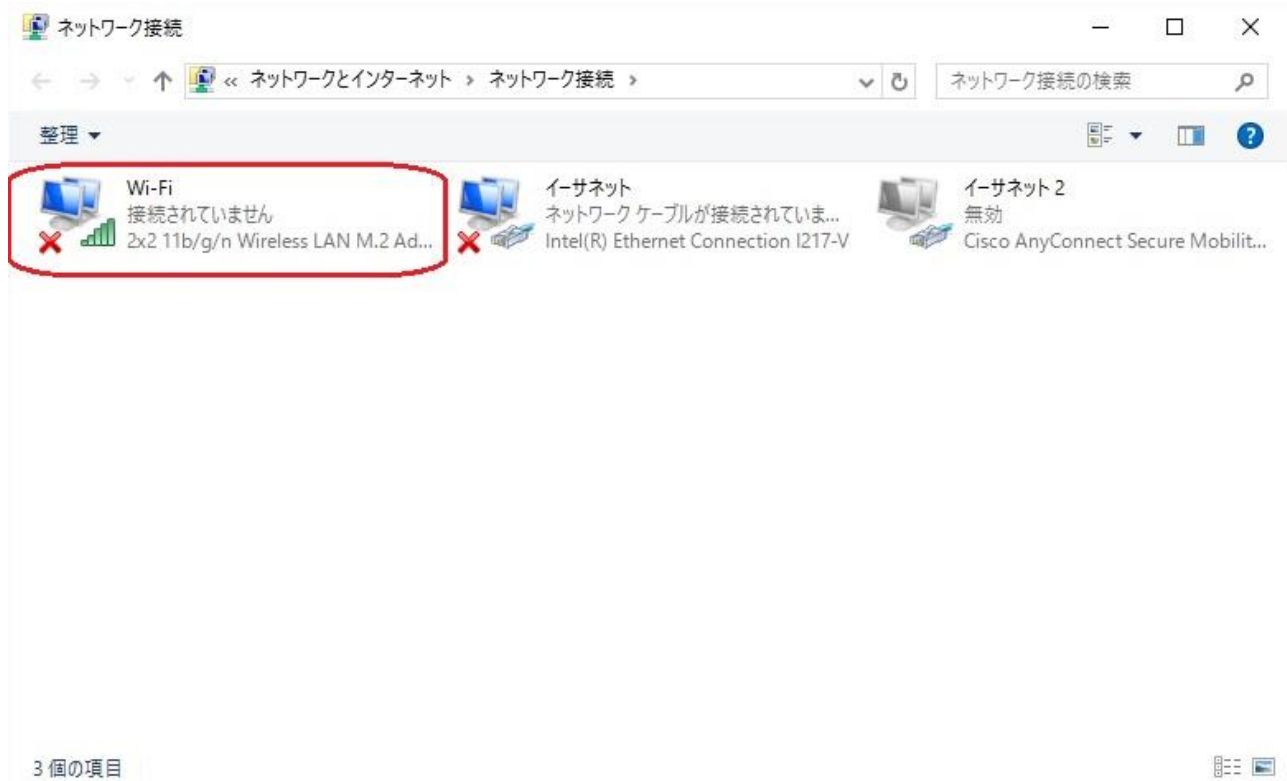 ネットワーク接続
« ネットワークとインターネット › ネットワーク接続 ›
ネットワーク接続の検索
整理
Wi-Fi
接続されていません
2x2 11b/g/n Wireless LAN M.2 Ad...
イーサネット
ネットワーク ケーブルが接続されていま...
Intel(R) Ethernet Connection I217-V
イーサネット 2
無効
Cisco AnyConnect Secure Mobilit...
3 個の項目